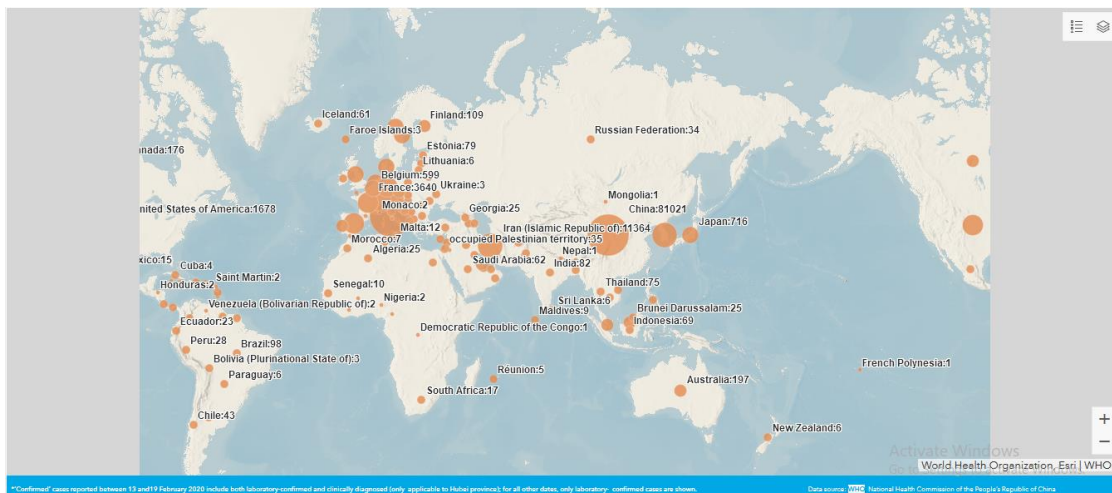 Iceland:61
Finland:109
Faroe Islands:3
Russian Federation:34
Estonia:79
nada:176
Lithuania:6
Belgium:599
France:3640
Ukraine:3
Mongolia:1
Monaco:2
China:81021
nited States of America:1678
Georgia:25
Japan:716
Malta:12
Iran (Islamic Republic of):11364
Morocco:7
occupied Palestinian territory:35
Algeria:25
Nepal:1
xico:15
Saudi Arabia:62
India:82
Cuba:4
Saint Martin:2
Honduras:2
Senegal:10
Thailand:75
Nigeria:2
Sri Lanka:6
Venezuela (Bolivarian Republic of):2
Maldives:9
Brunei Darussalam:25
Ecuador:23
Indonesia:69
Democratic Republic of the Congo:1
Peru:28
Brazil:98
Bolivia (Plurinational State of):3
French Polynesia:1
Paraguay:6
Réunion:5
South Africa:17
Australia:197
Chile:43
New Zealand:6
+
−
Activate Windows
World Health Organization, Esri | WHO
"'Confirmed' cases reported between 13 and19 February 2020 include both laboratory-confirmed and clinically diagnosed (only applicable to Hubei province); for all other dates, only laboratory- confirmed cases are shown.
Data source: WHO National Health Commission of the People's Republic of China